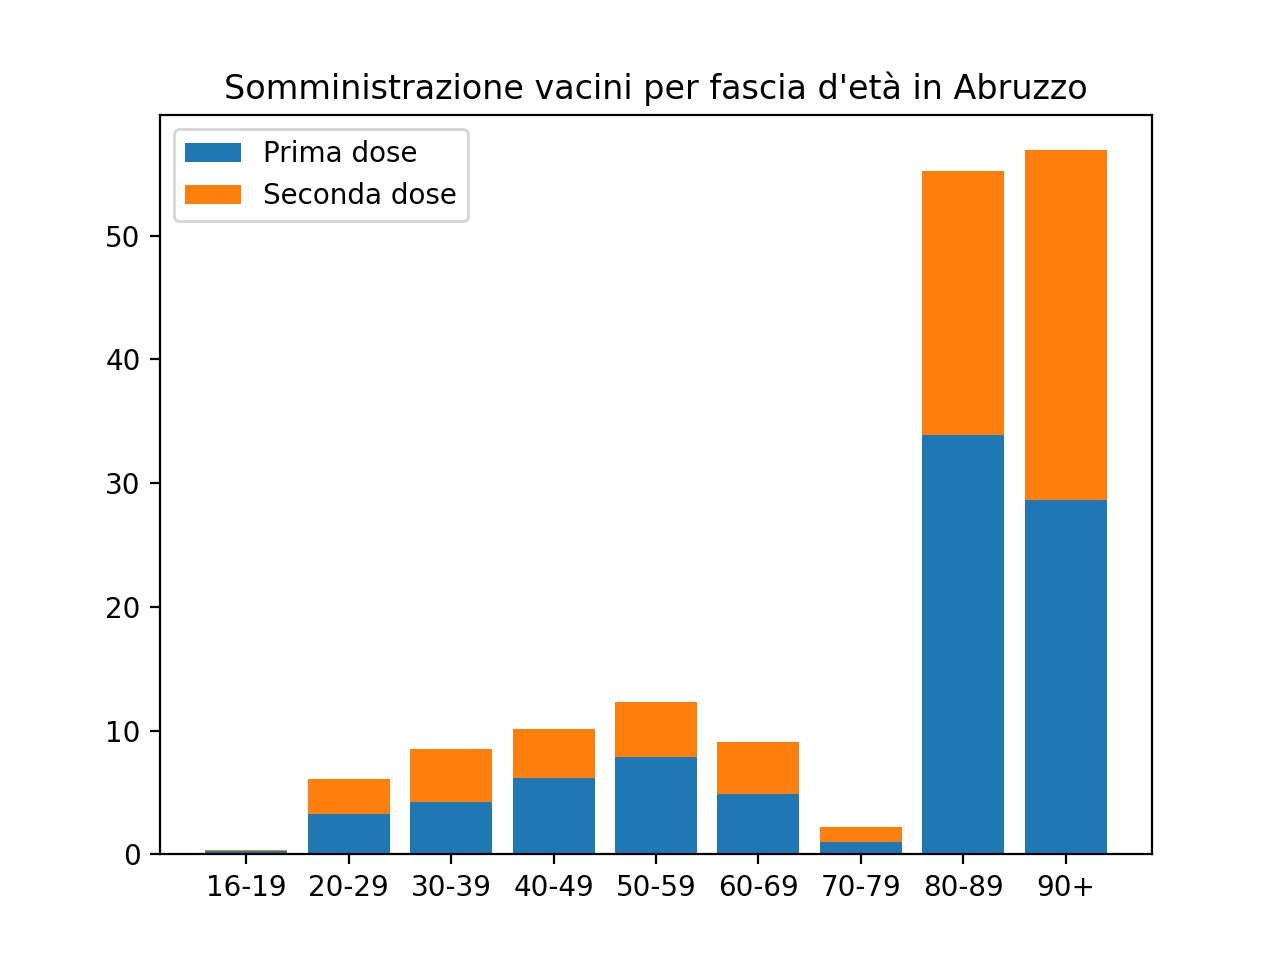 Somministrazione vacini per fascia d'età in Abruzzo
Prima dose
Seconda dose
50
40
30
20
10
0
16-19 20-29 30-39 40-49 50-59 60-69 70-79 80-89 90+